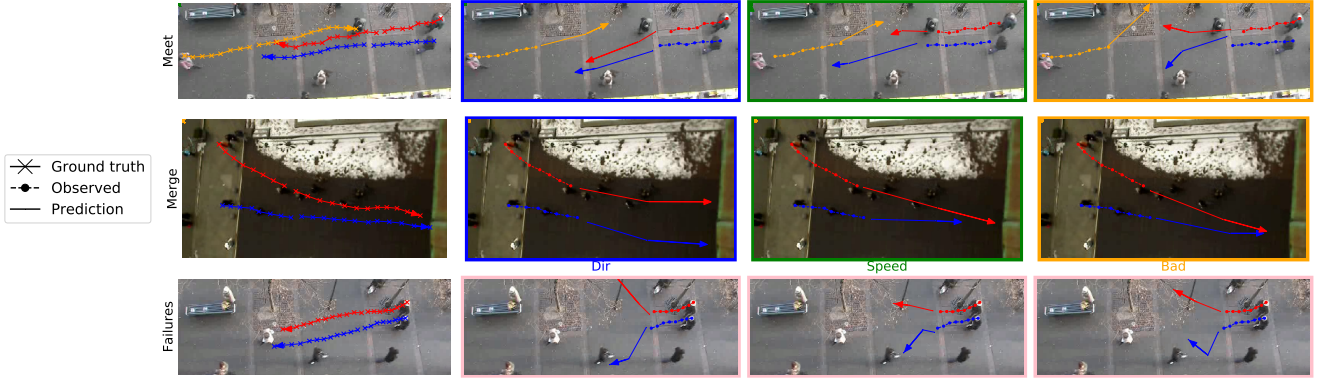 Meet
Ground truth
Observed
Prediction
Merge
Dir
Speed
Bad
Failures